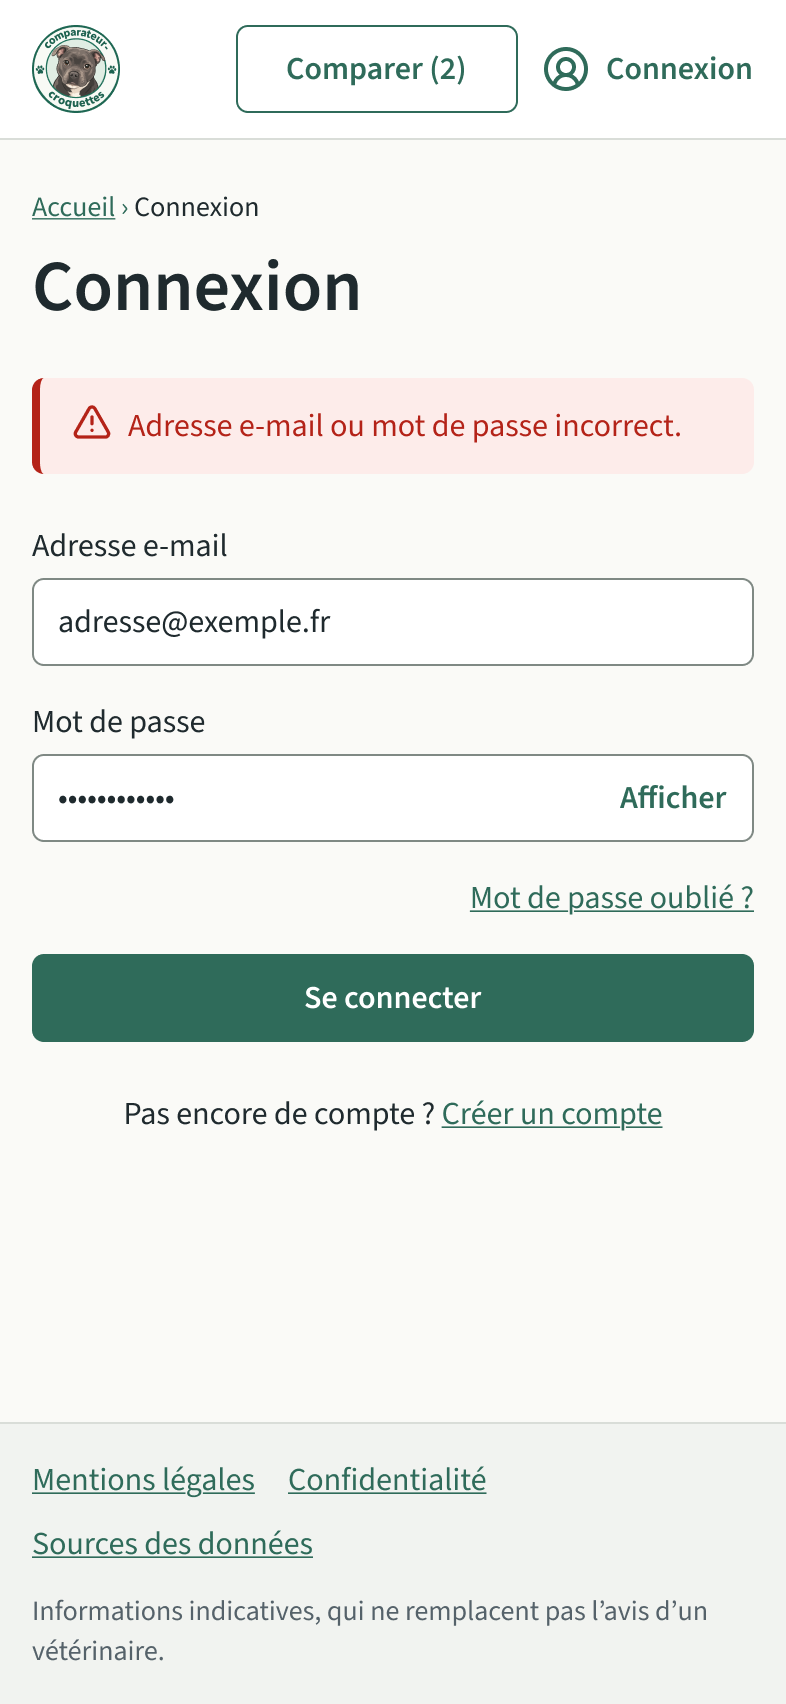 comparateur-
croquettes
Comparer (2)
Connexion
Accueil › Connexion
Connexion
Adresse e-mail ou mot de passe incorrect.
Adresse e-mail
adresse@exemple.fr
Mot de passe
••••••••••••
Afficher
Mot de passe oublié ?
Se connecter
Pas encore de compte ? Créer un compte
Mentions légales Confidentialité
Sources des données
Informations indicatives, qui ne remplacent pas l’avis d’un
vétérinaire.